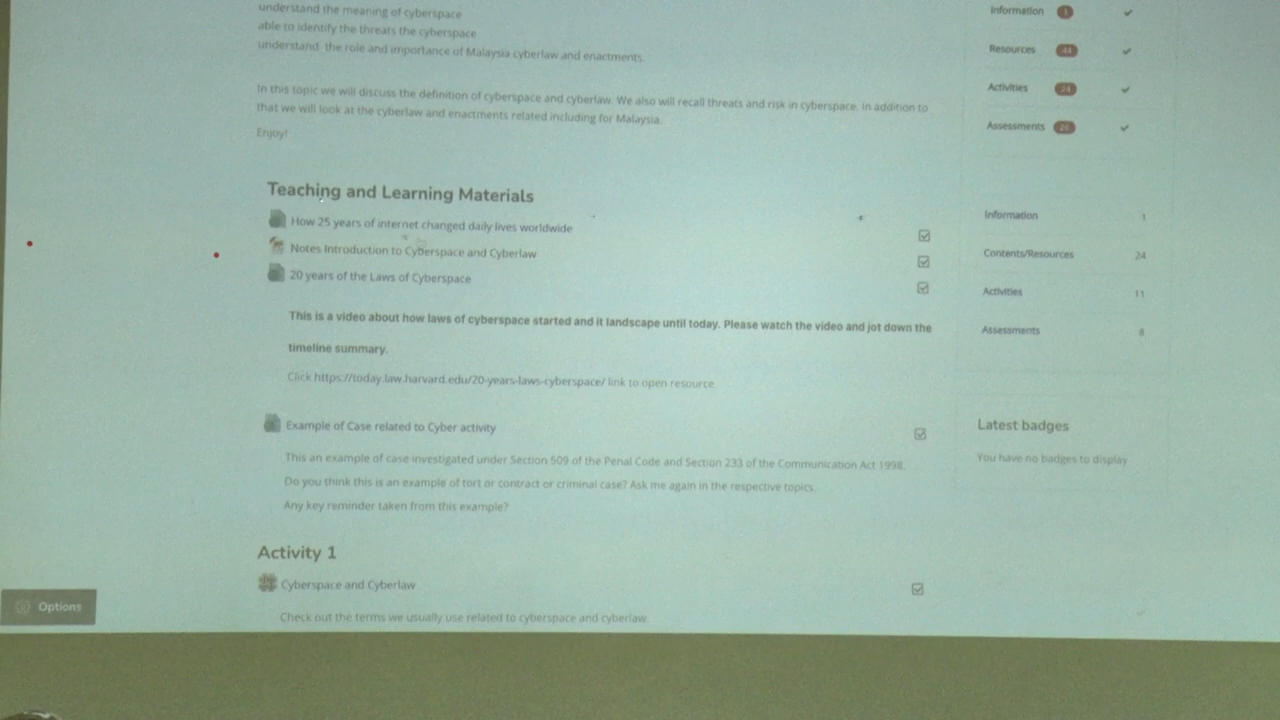 understand the meaning of cyberspace
able to identify the threats the cyberspace
understand the role and importance of Malaysia cyberlaw and enactments.
In this topic we will discuss the definition of cyberspace and cyberlaw. We also will recall threats and risk in cyberspace. In addition to
that we will look at the cyberlaw and enactments related including for Malaysia.
Enjoy!
Teaching and Learning Materials
How 25 years of internet changed daily lives worldwide
Notes Introduction to Cyberspace and Cyberlaw
20 years of the Laws of Cyberspace
This is a video about how laws of cyberspace started and it landscape until today. Please watch the video and jot down the
timeline summary.
Click https://today.law.harvard.edu/20-years-laws-cyberspace/ link to open resource.
Example of Case related to Cyber activity
This an example of case investigated under Section 509 of the Penal Code and Section 233 of the Communication Act 1998.
Do you think this is an example of tort or contract or criminal case? Ask me again in the respective topics.
Any key reminder taken from this example?
Activity 1
Cyberspace and Cyberlaw
Check out the terms we usually use related to cyberspace and cyberlaw.
Options
Information 1
Resources 44
Activities
Assessments
Information 1
Contents/Resources 24
Activities 11
Assessments 8
Latest badges
You have no badges to display